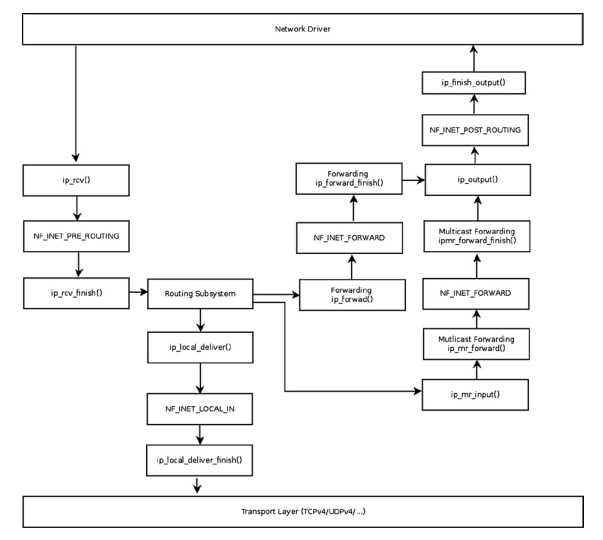 Network Driver
ip_finish_output()
NF_INET_POST_ROUTING
ip_rcv()
Forwarding
ip_forward_finish()
ip_output()
NF_INET_PRE_ROUTING
NF_INET_FORWARD
Multicast Forwarding
ipmr_forward_finish()
ip_rcv_finish()
Routing Subsystem
Forwarding
ip_forwad()
NF_INET_FORWARD
ip_local_deliver()
Mutlicast Forwarding
ip_mr_forward()
NF_INET_LOCAL_IN
ip_mr_input()
ip_local_deliver_finish()
Transport Layer (TCPv4/UDPv4/...)